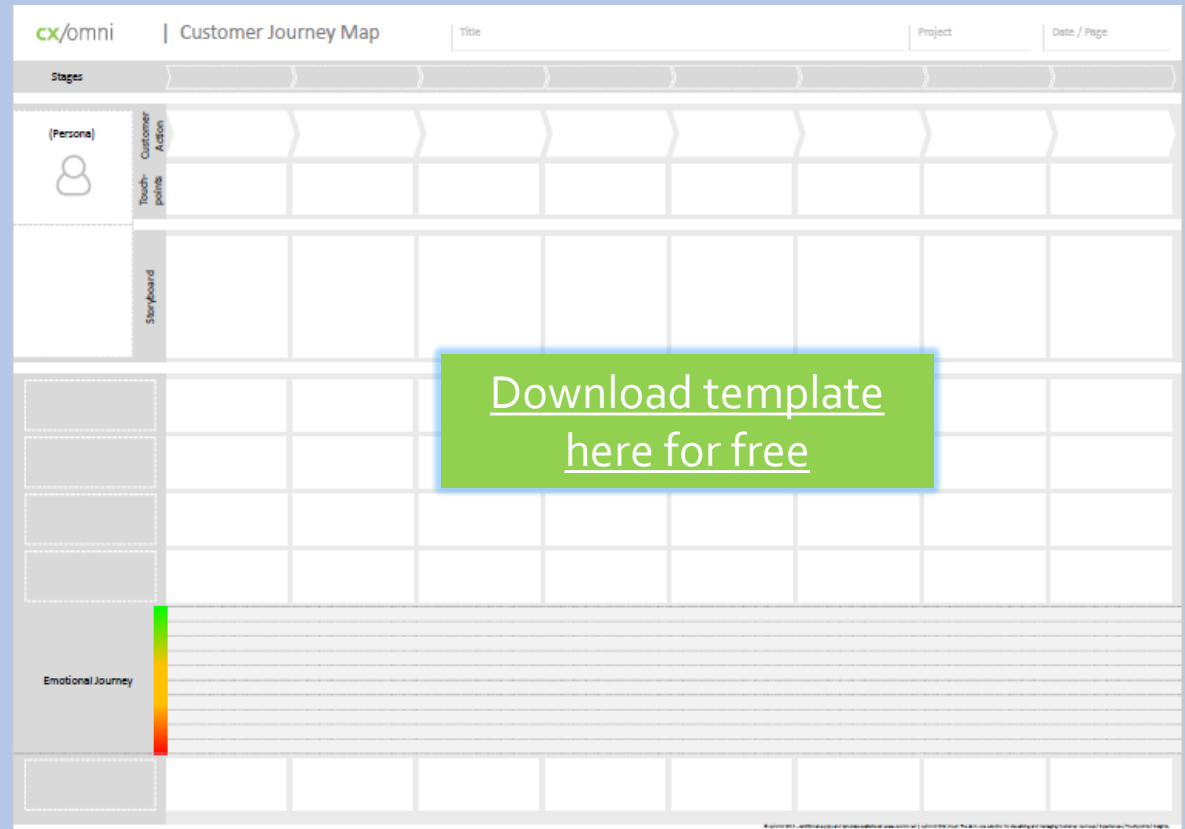 cx/omni | Customer Journey Map
Title
Project
Date / Page
Stages
(Persona)
Customer
Action
Touch-
points
Storyboard
Download template
here for free
Emotional Journey